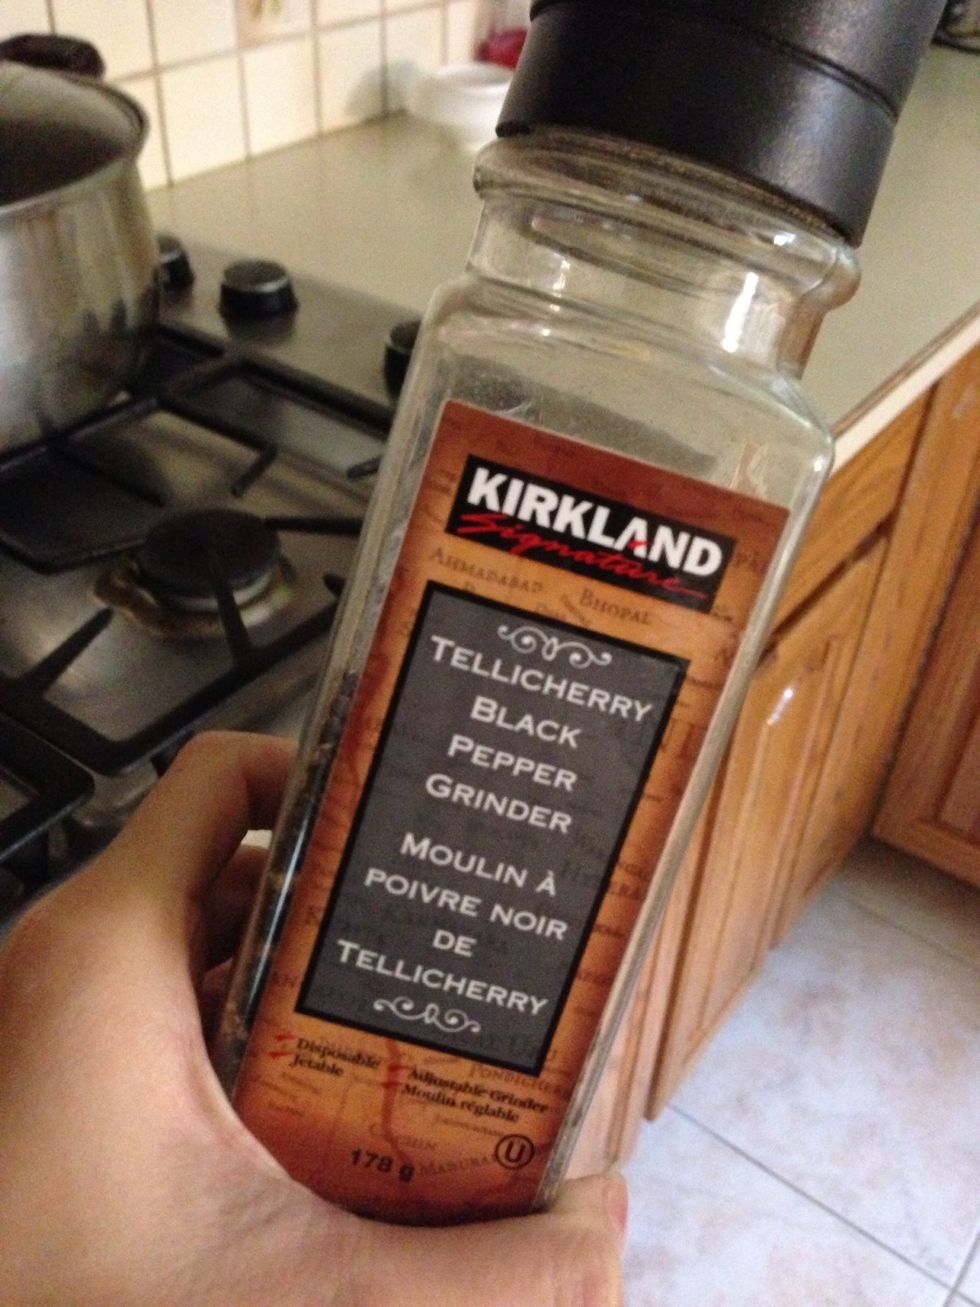 KIRKLAND
Signature
AHMADABAD
BHOPAL
TELLICHERRY
BLACK
PEPPER
GRINDER
MOULIN À
POIVRE NOIR
DE
TELLICHERRY
Disposable
Jetable
Adjustable Grinder
Moulin réglable
COCHIN
178 g
U